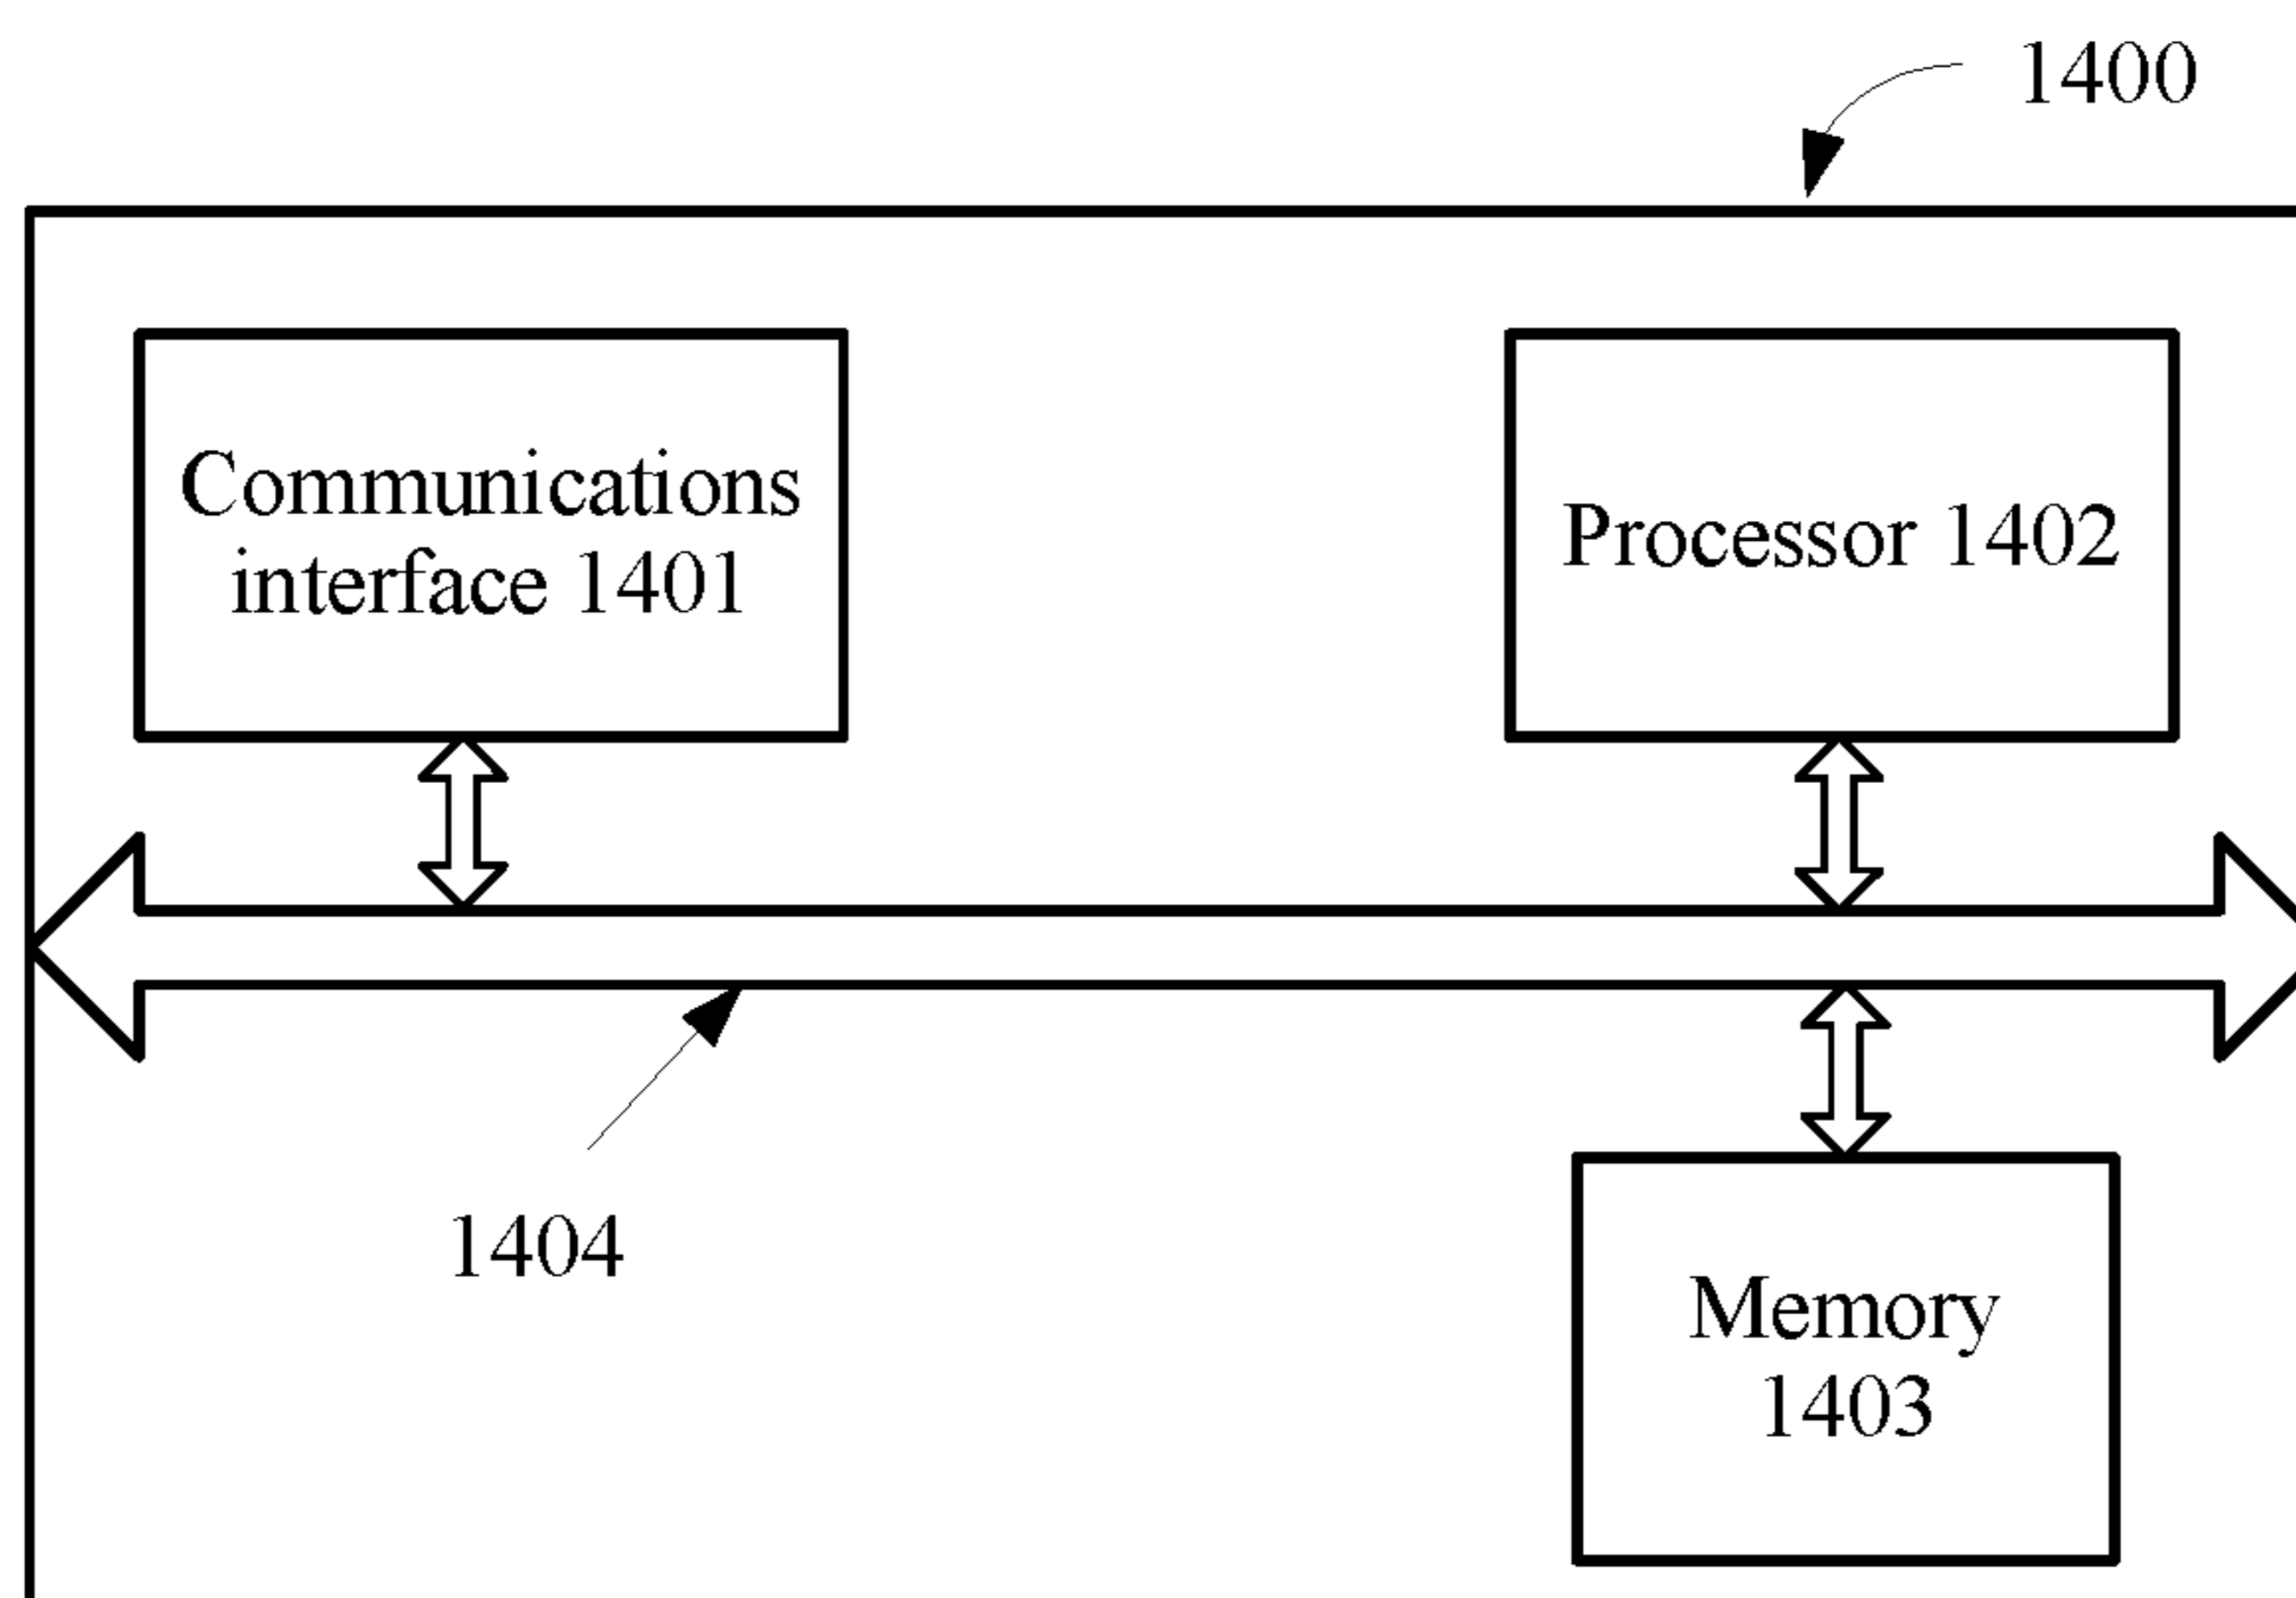 1400
Communications
interface 1401
Processor 1402
1404
Memory
1403